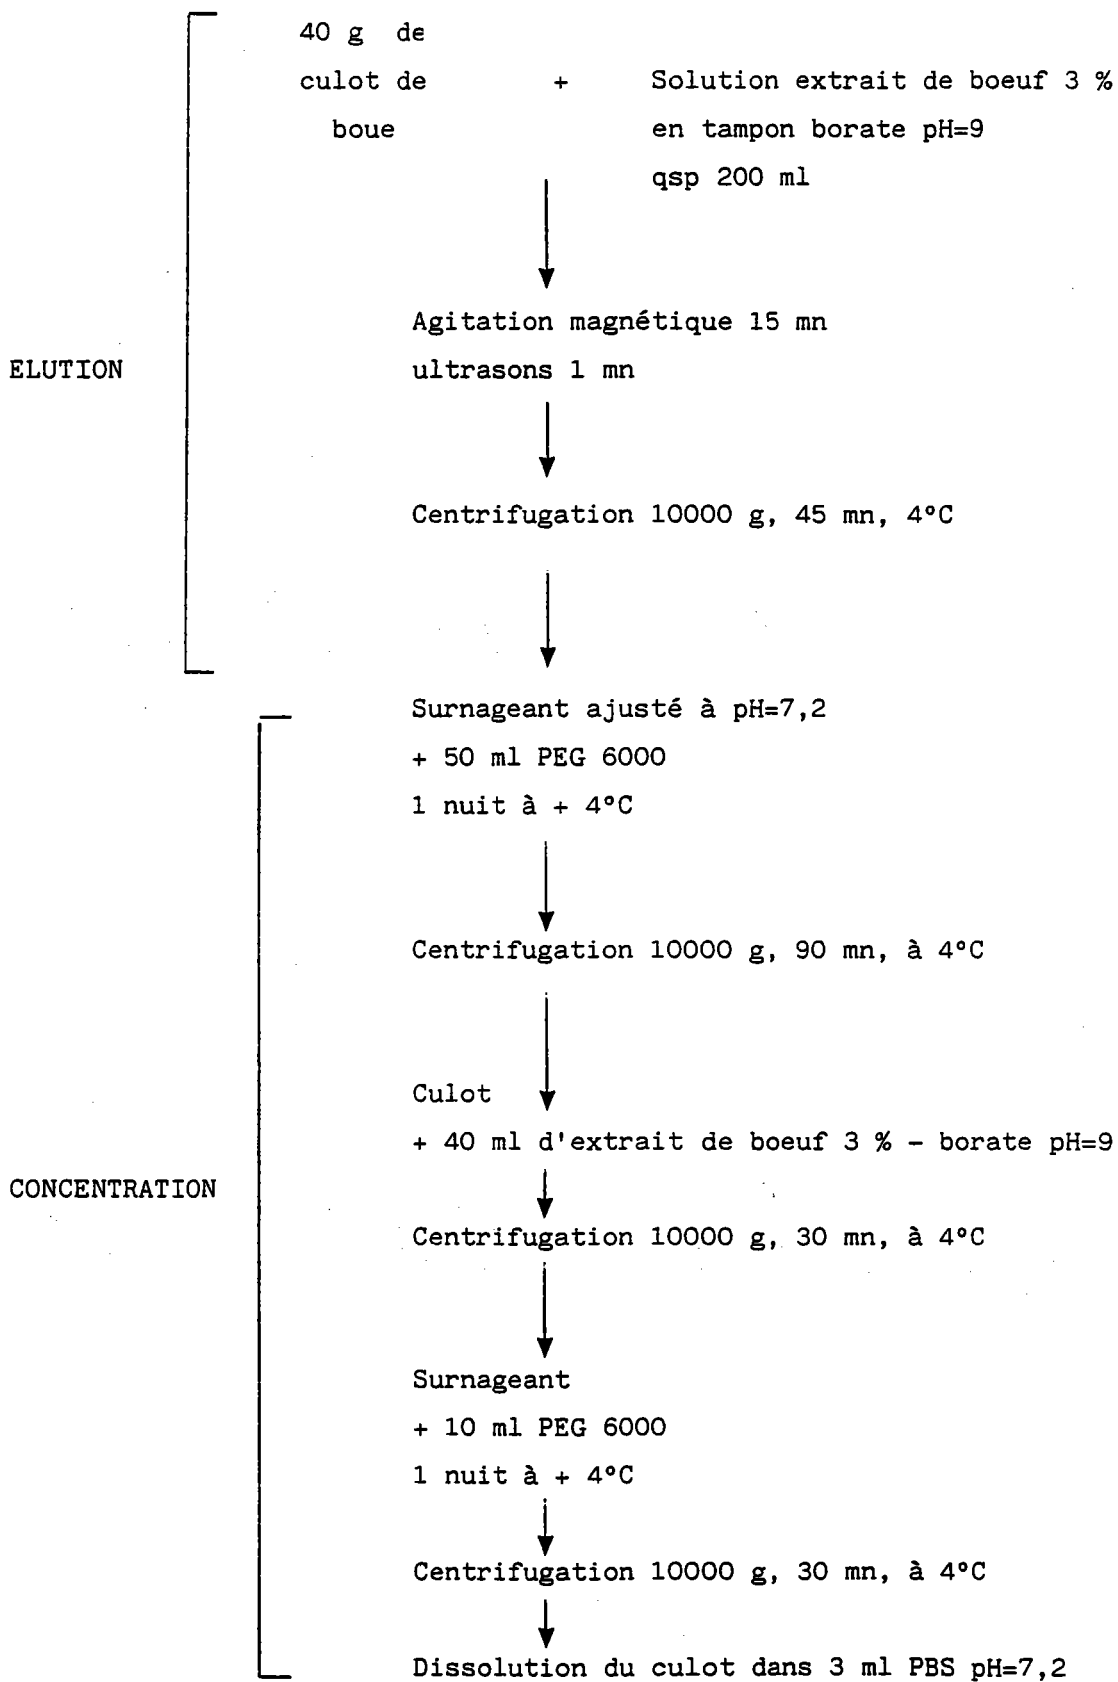 40 g de
culot de + Solution extrait de boeuf 3 %
boue en tampon borate pH=9
qsp 200 ml
Agitation magnétique 15 mn
ELUTION ultrasons 1 mn
Centrifugation 10000 g, 45 mn, 4°C
Surnageant ajusté à pH=7,2
+ 50 ml PEG 6000
1 nuit à + 4°C
Centrifugation 10000 g, 90 mn, à 4°C
Culot
+ 40 ml d'extrait de boeuf 3 % - borate pH=9
CONCENTRATION
Centrifugation 10000 g, 30 mn, à 4°C
Surnageant
+ 10 ml PEG 6000
1 nuit à + 4°C
Centrifugation 10000 g, 30 mn, à 4°C
Dissolution du culot dans 3 ml PBS pH=7,2